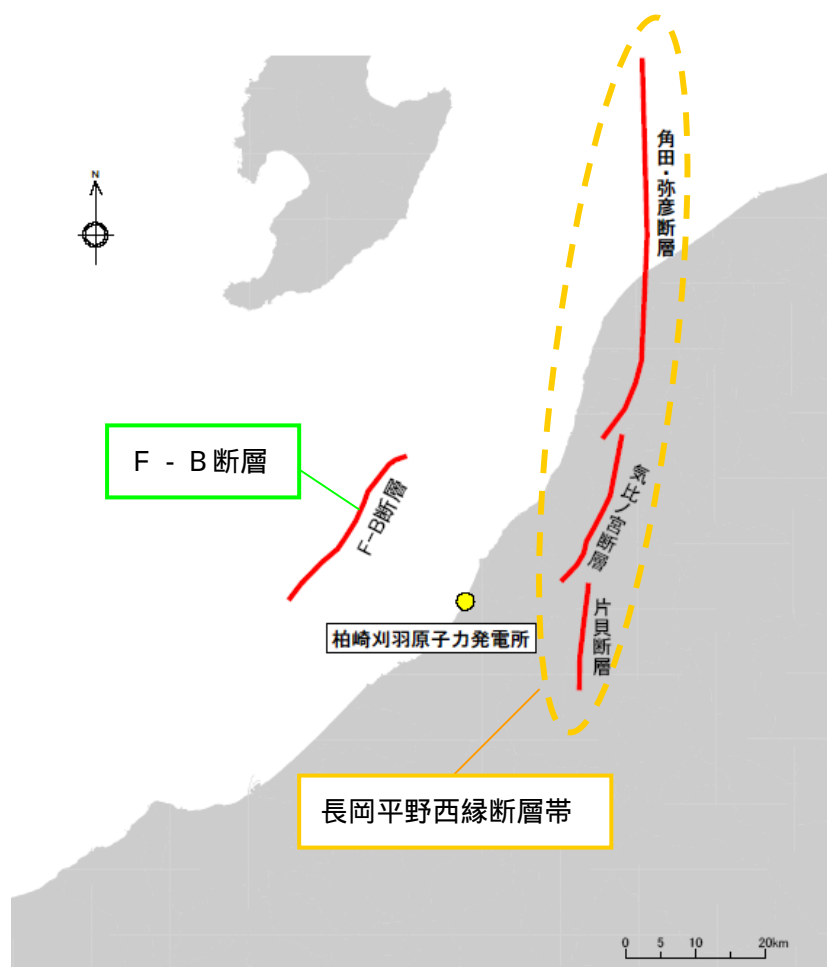 N
角田・弥彦断層
F - B断層
F-B断層
気比ノ宮断層
柏崎刈羽原子力発電所
片貝断層
長岡平野西縁断層帯
0 5 10 20km